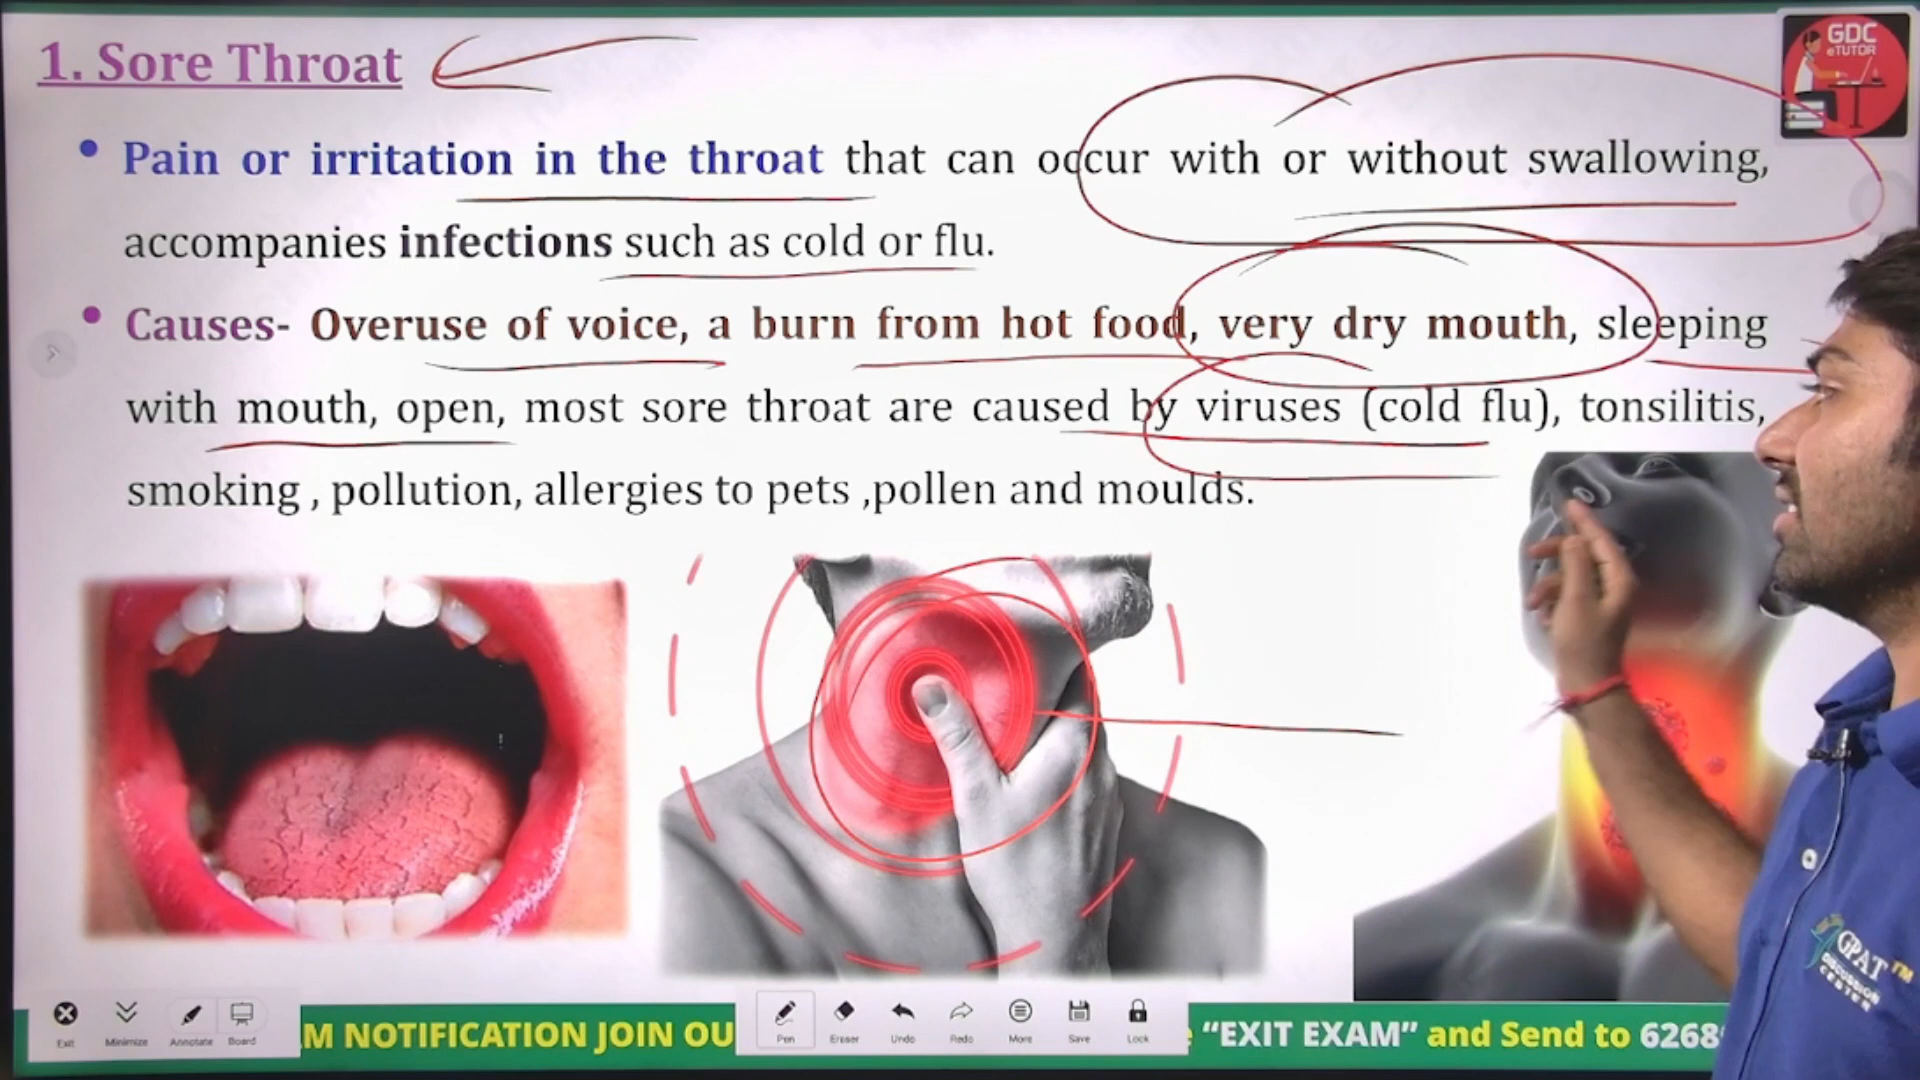 1. Sore Throat
GDC
eTUTOR
• Pain or irritation in the throat that can occur with or without swallowing,
accompanies infections such as cold or flu.
• Causes- Overuse of voice, a burn from hot food, very dry mouth, sleeping
with mouth, open, most sore throat are caused by viruses (cold flu), tonsilitis,
smoking , pollution, allergies to pets ,pollen and moulds.
GPAT™
DISCUSSION
CENTER
Exit Minimize Annotate Board Pen Eraser Undo Redo More Save Lock
M NOTIFICATION JOIN OU “EXIT EXAM” and Send to 6268